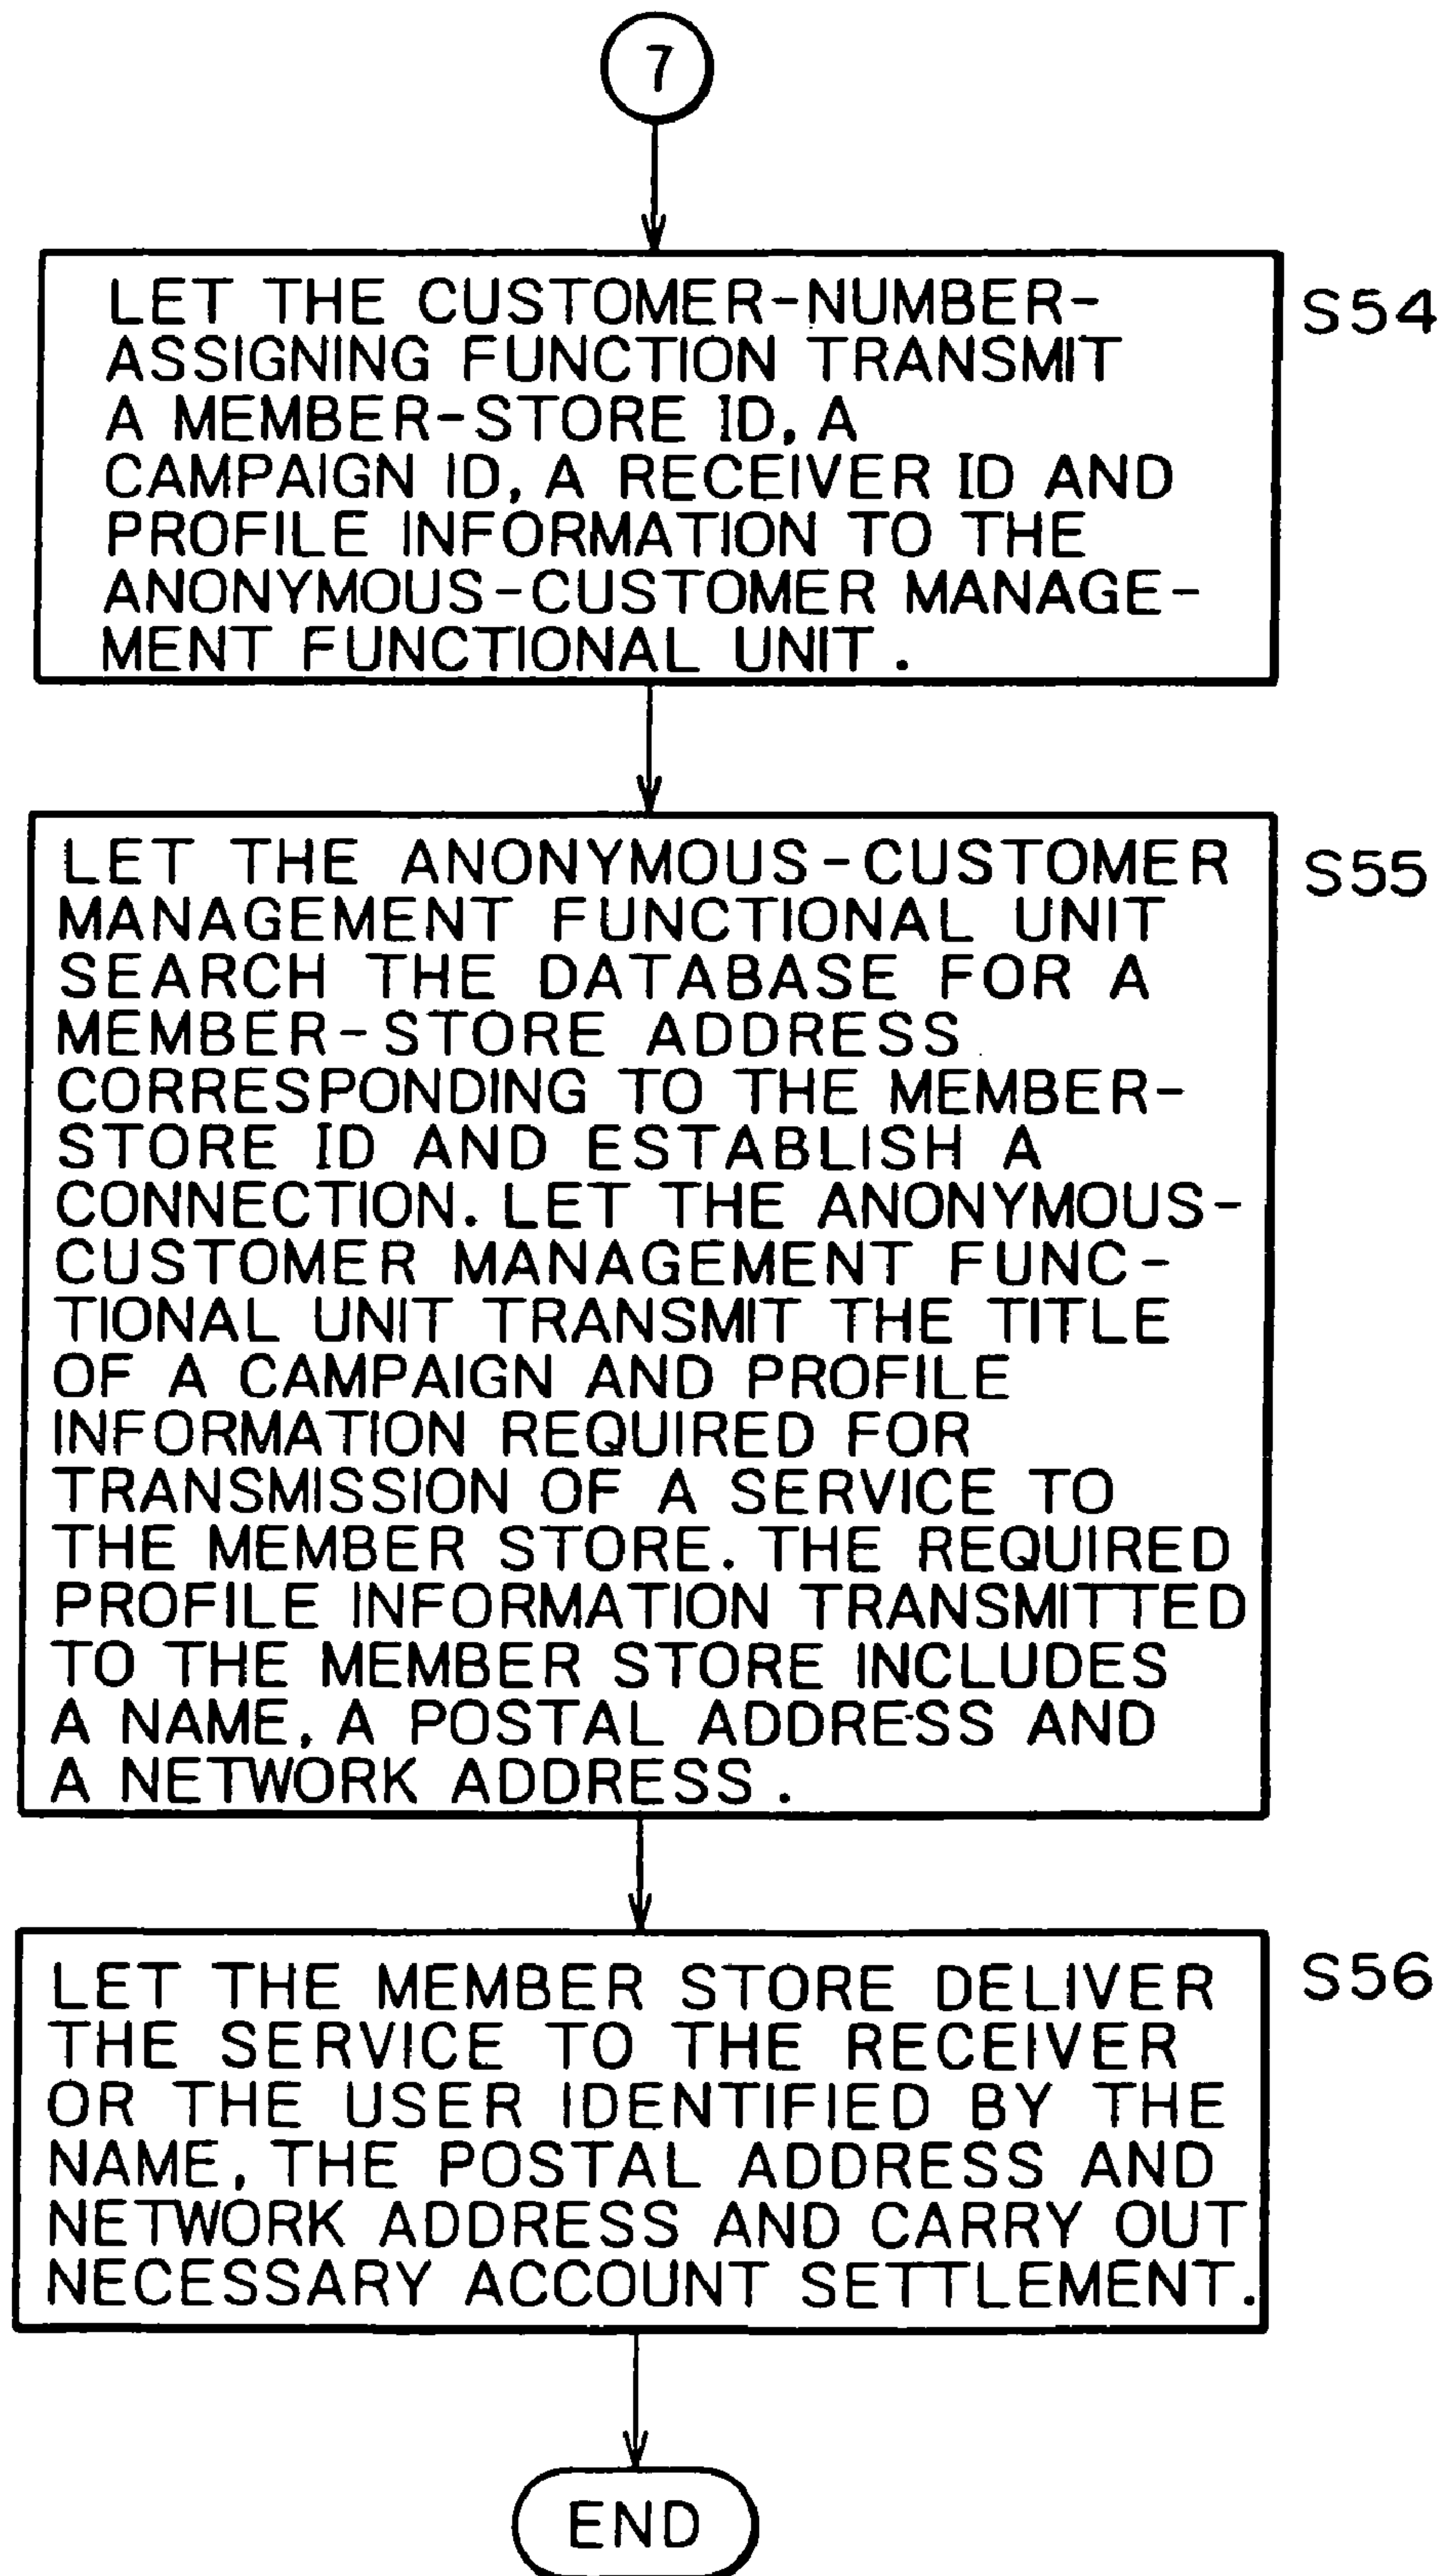 7
LET THE CUSTOMER-NUMBER-
ASSIGNING FUNCTION TRANSMIT
A MEMBER-STORE ID, A
CAMPAIGN ID, A RECEIVER ID AND
PROFILE INFORMATION TO THE
ANONYMOUS-CUSTOMER MANAGE-
MENT FUNCTIONAL UNIT.
S54
LET THE ANONYMOUS-CUSTOMER
MANAGEMENT FUNCTIONAL UNIT
SEARCH THE DATABASE FOR A
MEMBER-STORE ADDRESS
CORRESPONDING TO THE MEMBER-
STORE ID AND ESTABLISH A
CONNECTION. LET THE ANONYMOUS-
CUSTOMER MANAGEMENT FUNC-
TIONAL UNIT TRANSMIT THE TITLE
OF A CAMPAIGN AND PROFILE
INFORMATION REQUIRED FOR
TRANSMISSION OF A SERVICE TO
THE MEMBER STORE. THE REQUIRED
PROFILE INFORMATION TRANSMITTED
TO THE MEMBER STORE INCLUDES
A NAME, A POSTAL ADDRESS AND
A NETWORK ADDRESS.
S55
LET THE MEMBER STORE DELIVER
THE SERVICE TO THE RECEIVER
OR THE USER IDENTIFIED BY THE
NAME, THE POSTAL ADDRESS AND
NETWORK ADDRESS AND CARRY OUT
NECESSARY ACCOUNT SETTLEMENT.
S56
END